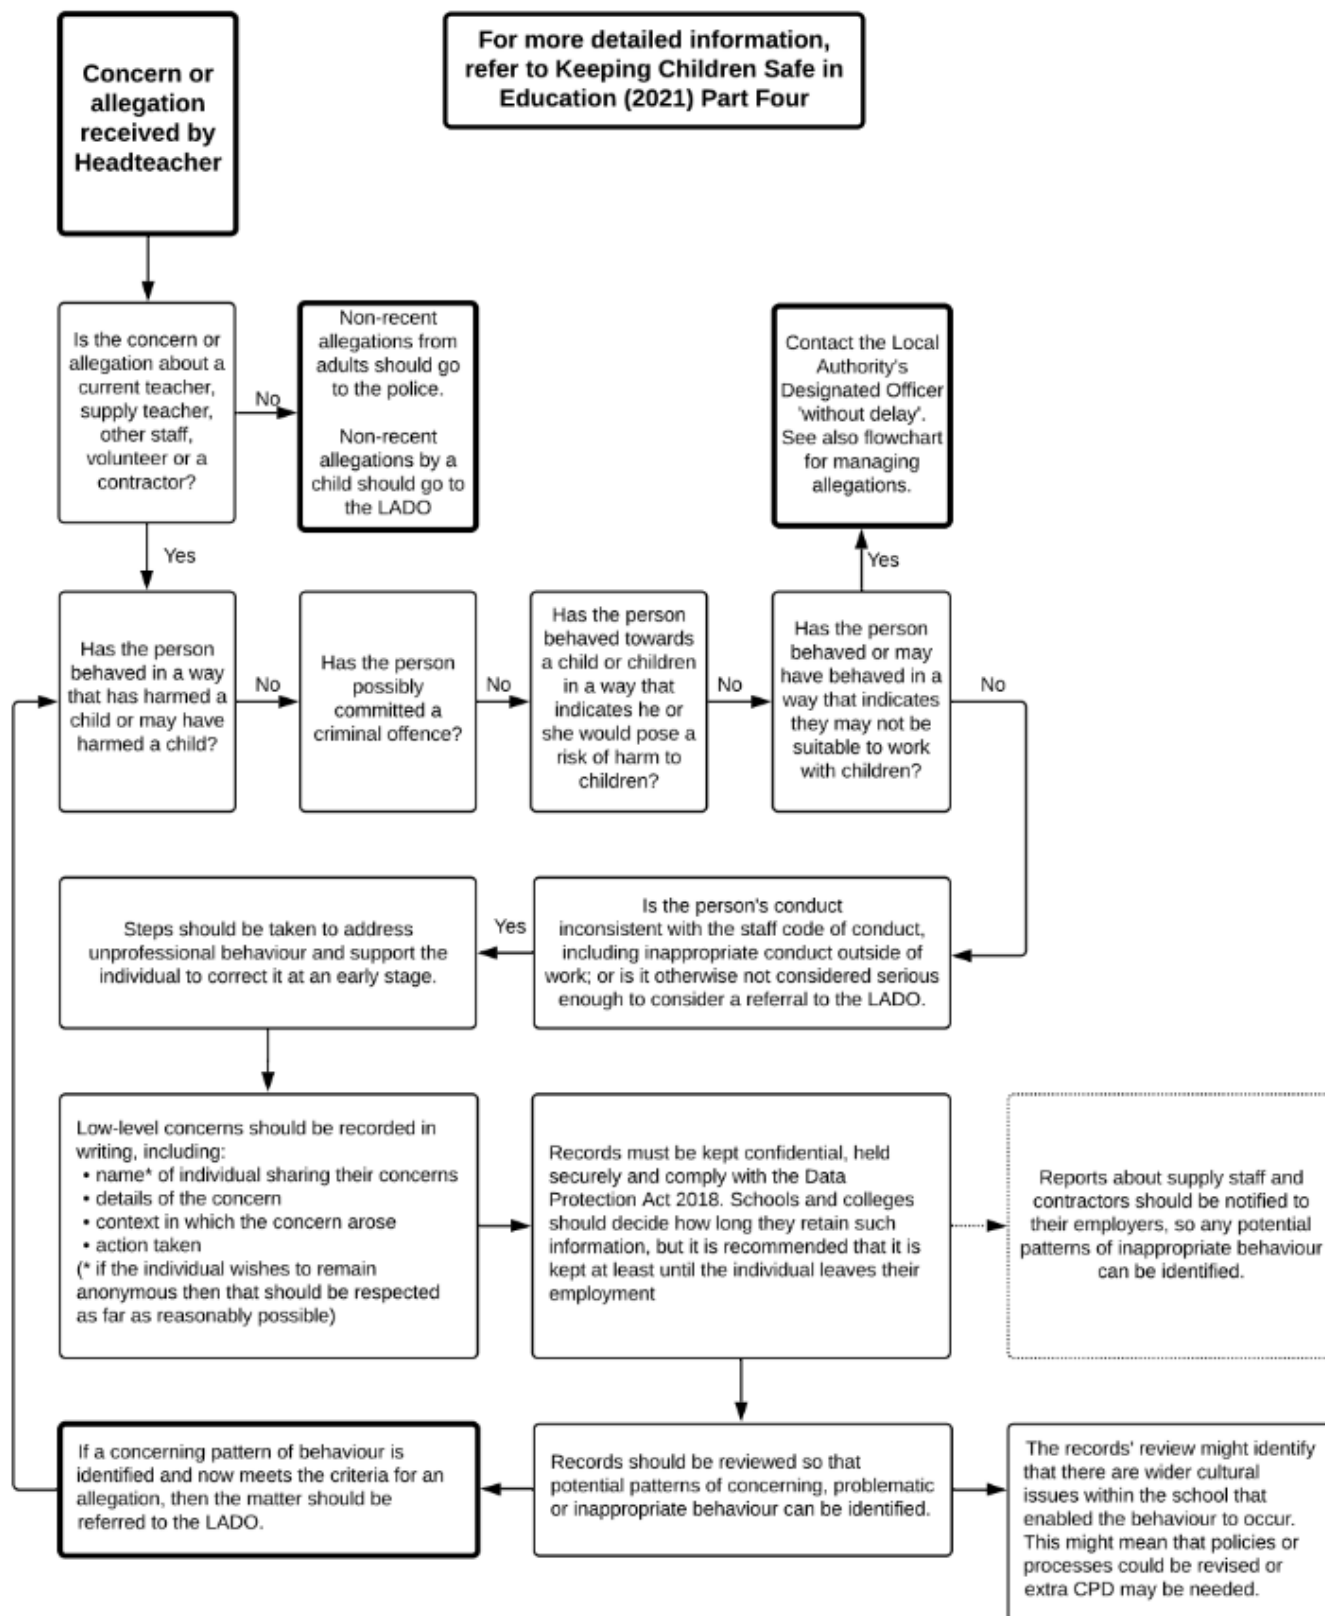 Concern or
allegation
received by
Headteacher
For more detailed information,
refer to Keeping Children Safe in
Education (2021) Part Four
Is the concern or
allegation about a
current teacher,
supply teacher,
other staff,
volunteer or a
contractor?
No
Non-recent
allegations from
adults should go
to the police.
Non-recent
allegations by a
child should go to
the LADO
Contact the Local
Authority's
Designated Officer
'without delay'.
See also flowchart
for managing
allegations.
Yes
Yes
Has the person
behaved in a way
that has harmed a
child or may have
harmed a child?
No
Has the person
possibly
committed a
criminal offence?
No
Has the person
behaved towards
a child or children
in a way that
indicates he or
she would pose a
risk of harm to
children?
No
Has the person
behaved or may
have behaved in a
way that indicates
they may not be
suitable to work
with children?
No
Steps should be taken to address
unprofessional behaviour and support the
individual to correct it at an early stage.
Yes
Is the person's conduct
inconsistent with the staff code of conduct,
including inappropriate conduct outside of
work; or is it otherwise not considered serious
enough to consider a referral to the LADO.
Low-level concerns should be recorded in
writing, including:
• name* of individual sharing their concerns
• details of the concern
• context in which the concern arose
• action taken
(* if the individual wishes to remain
anonymous then that should be respected
as far as reasonably possible)
Records must be kept confidential, held
securely and comply with the Data
Protection Act 2018. Schools and colleges
should decide how long they retain such
information, but it is recommended that it is
kept at least until the individual leaves their
employment
Reports about supply staff and
contractors should be notified to
their employers, so any potential
patterns of inappropriate behaviour
can be identified.
If a concerning pattern of behaviour is
identified and now meets the criteria for an
allegation, then the matter should be
referred to the LADO.
Records should be reviewed so that
potential patterns of concerning, problematic
or inappropriate behaviour can be identified.
The records' review might identify
that there are wider cultural
issues within the school that
enabled the behaviour to occur.
This might mean that policies or
processes could be revised or
extra CPD may be needed.